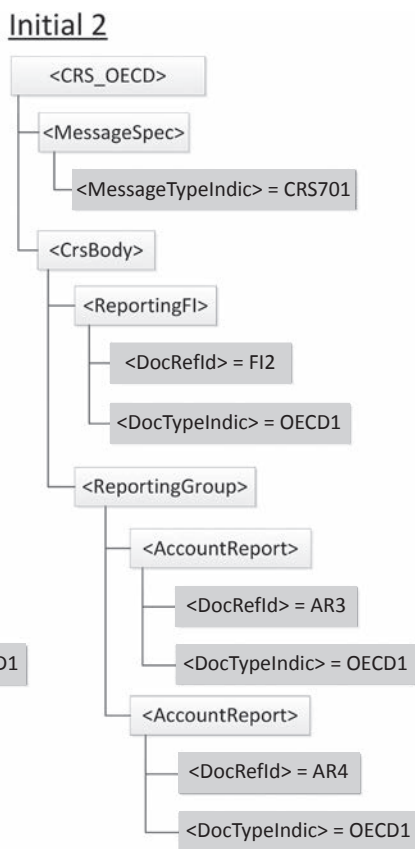 Initial 2
<CRS_OECD>
<MessageSpec>
<MessageTypeIndic> = CRS701
<CrsBody>
<ReportingFI>
<DocRefId> = FI2
<DocTypeIndic> = OECD1
<ReportingGroup>
<AccountReport>
<DocRefId> = AR3
D1
<DocTypeIndic> = OECD1
<AccountReport>
<DocRefId> = AR4
<DocTypeIndic> = OECD1